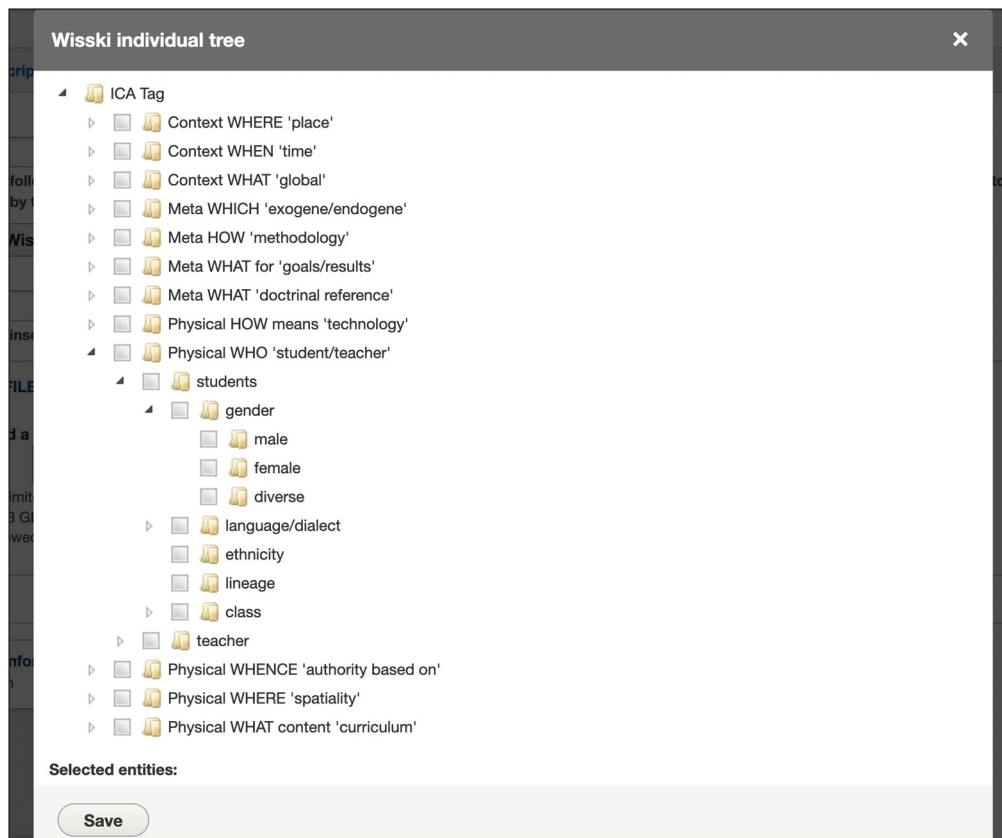 Wisski individual tree
ICA Tag
Context WHERE 'place'
Context WHEN 'time'
Context WHAT 'global'
Meta WHICH 'exogene/endogene'
Meta HOW 'methodology'
Meta WHAT for 'goals/results'
Meta WHAT 'doctrinal reference'
Physical HOW means 'technology'
Physical WHO 'student/teacher'
students
gender
male
female
diverse
language/dialect
ethnicity
lineage
class
teacher
Physical WHENCE 'authority based on'
Physical WHERE 'spatiality'
Physical WHAT content 'curriculum'
Selected entities:
Save